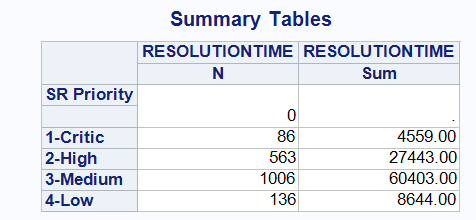 Summary Tables
RESOLUTIONTIME RESOLUTIONTIME
N Sum
SR Priority
0 .
1-Critic 86 4559.00
2-High 563 27443.00
3-Medium 1006 60403.00
4-Low 136 8644.00